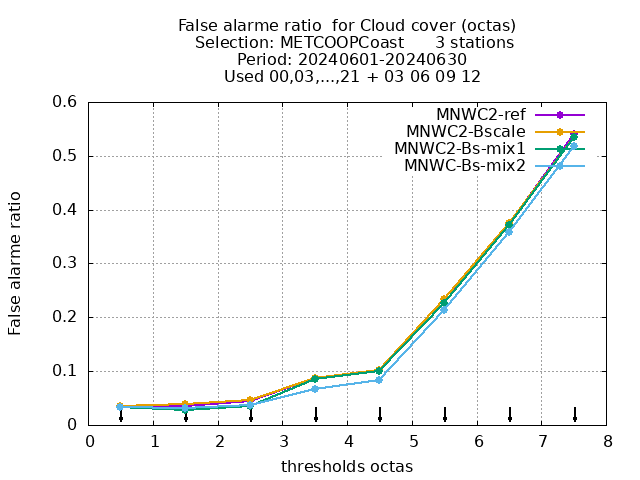 False alarme ratio  for Cloud cover (octas)
Selection: METCOOPCoast      3 stations
Period: 20240601-20240630
Used 00,03,...,21 + 03 06 09 12
MNWC2-ref
MNWC2-Bscale
MNWC2-Bs-mix1
MNWC-Bs-mix2
False alarme ratio
0.6
0.5
0.4
0.3
0.2
0.1
0
0 1 2 3 4 5 6 7 8
thresholds octas